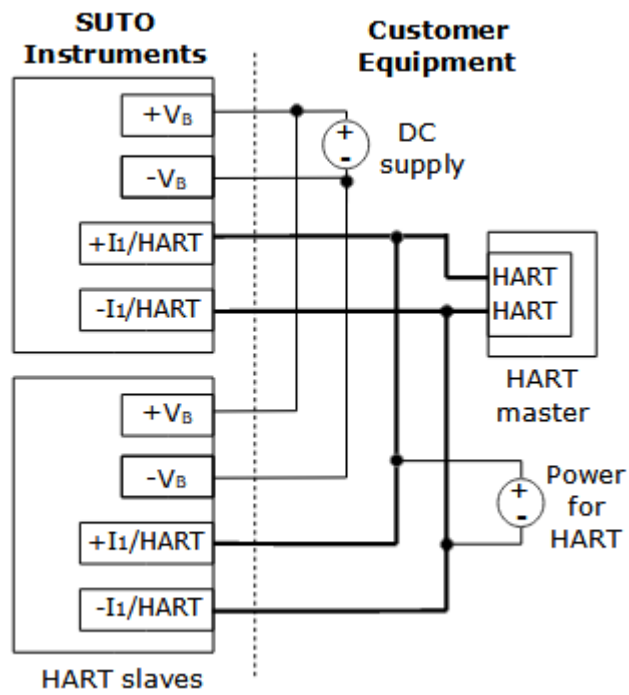 SUTO
Instruments
Customer
Equipment
+VB
-VB
+I1/HART
-I1/HART
+
-
DC
supply
HART
HART
HART
master
+VB
-VB
+I1/HART
-I1/HART
+
-
Power
for
HART
HART slaves